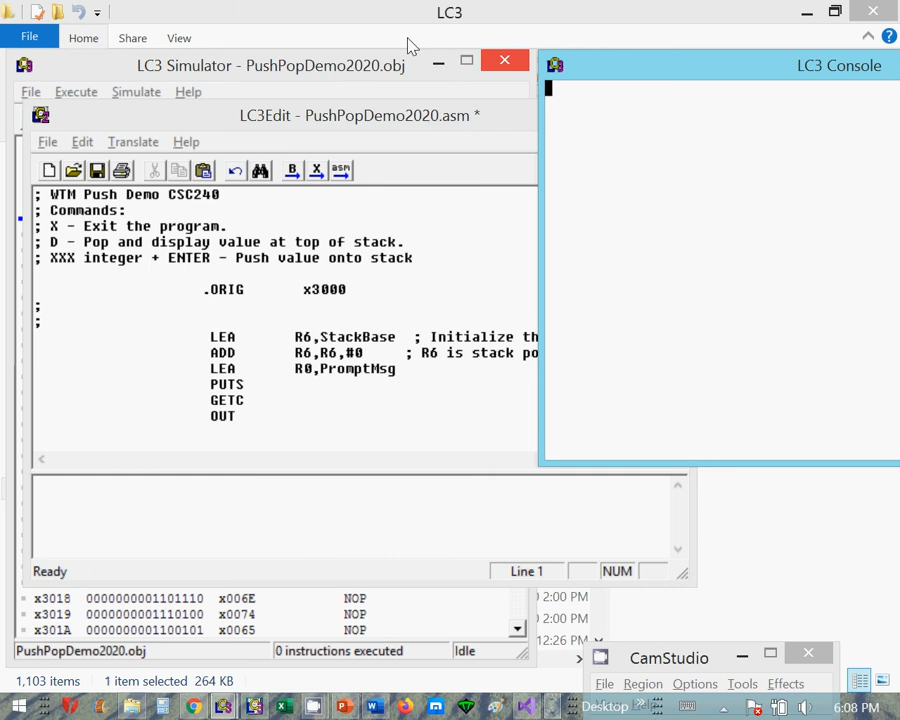 LC3
File Home Share View
LC3 Simulator - PushPopDemo2020.obj
LC3 Console
File Execute Simulate Help
LC3Edit - PushPopDemo2020.asm *
File Edit Translate Help
B X asm
; WTM Push Demo CSC240
; Commands:
; X - Exit the program.
; D - Pop and display value at top of stack.
; XXX integer + ENTER - Push value onto stack
.ORIG x3000
;
;
LEA R6,StackBase ; Initialize th
ADD R6,R6,#0 ; R6 is stack po
LEA R0,PromptMsg
PUTS
GETC
OUT
Ready Line 1 NUM
x3018 0000000001101110 x006E NOP
x3019 0000000001110100 x0074 NOP
x301A 0000000001100101 x0065 NOP
2:00 PM
2:00 PM
12:26 PM
PushPopDemo2020.obj 0 instructions executed Idle
CamStudio
File Region Options Tools Effects
1,103 items 1 item selected 264 KB
Desktop 6:08 PM